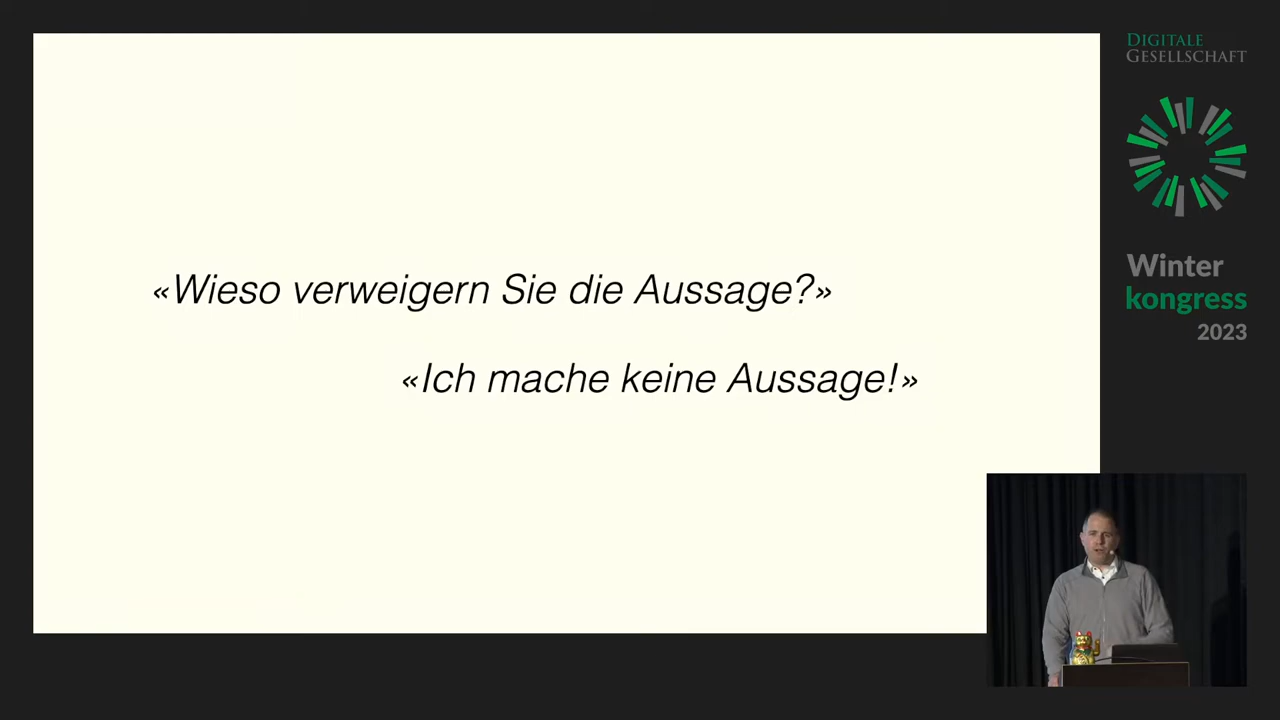 DIGITALE
GESELLSCHAFT
Winter
kongress
2023
«Wieso verweigern Sie die Aussage?»
«Ich mache keine Aussage!»